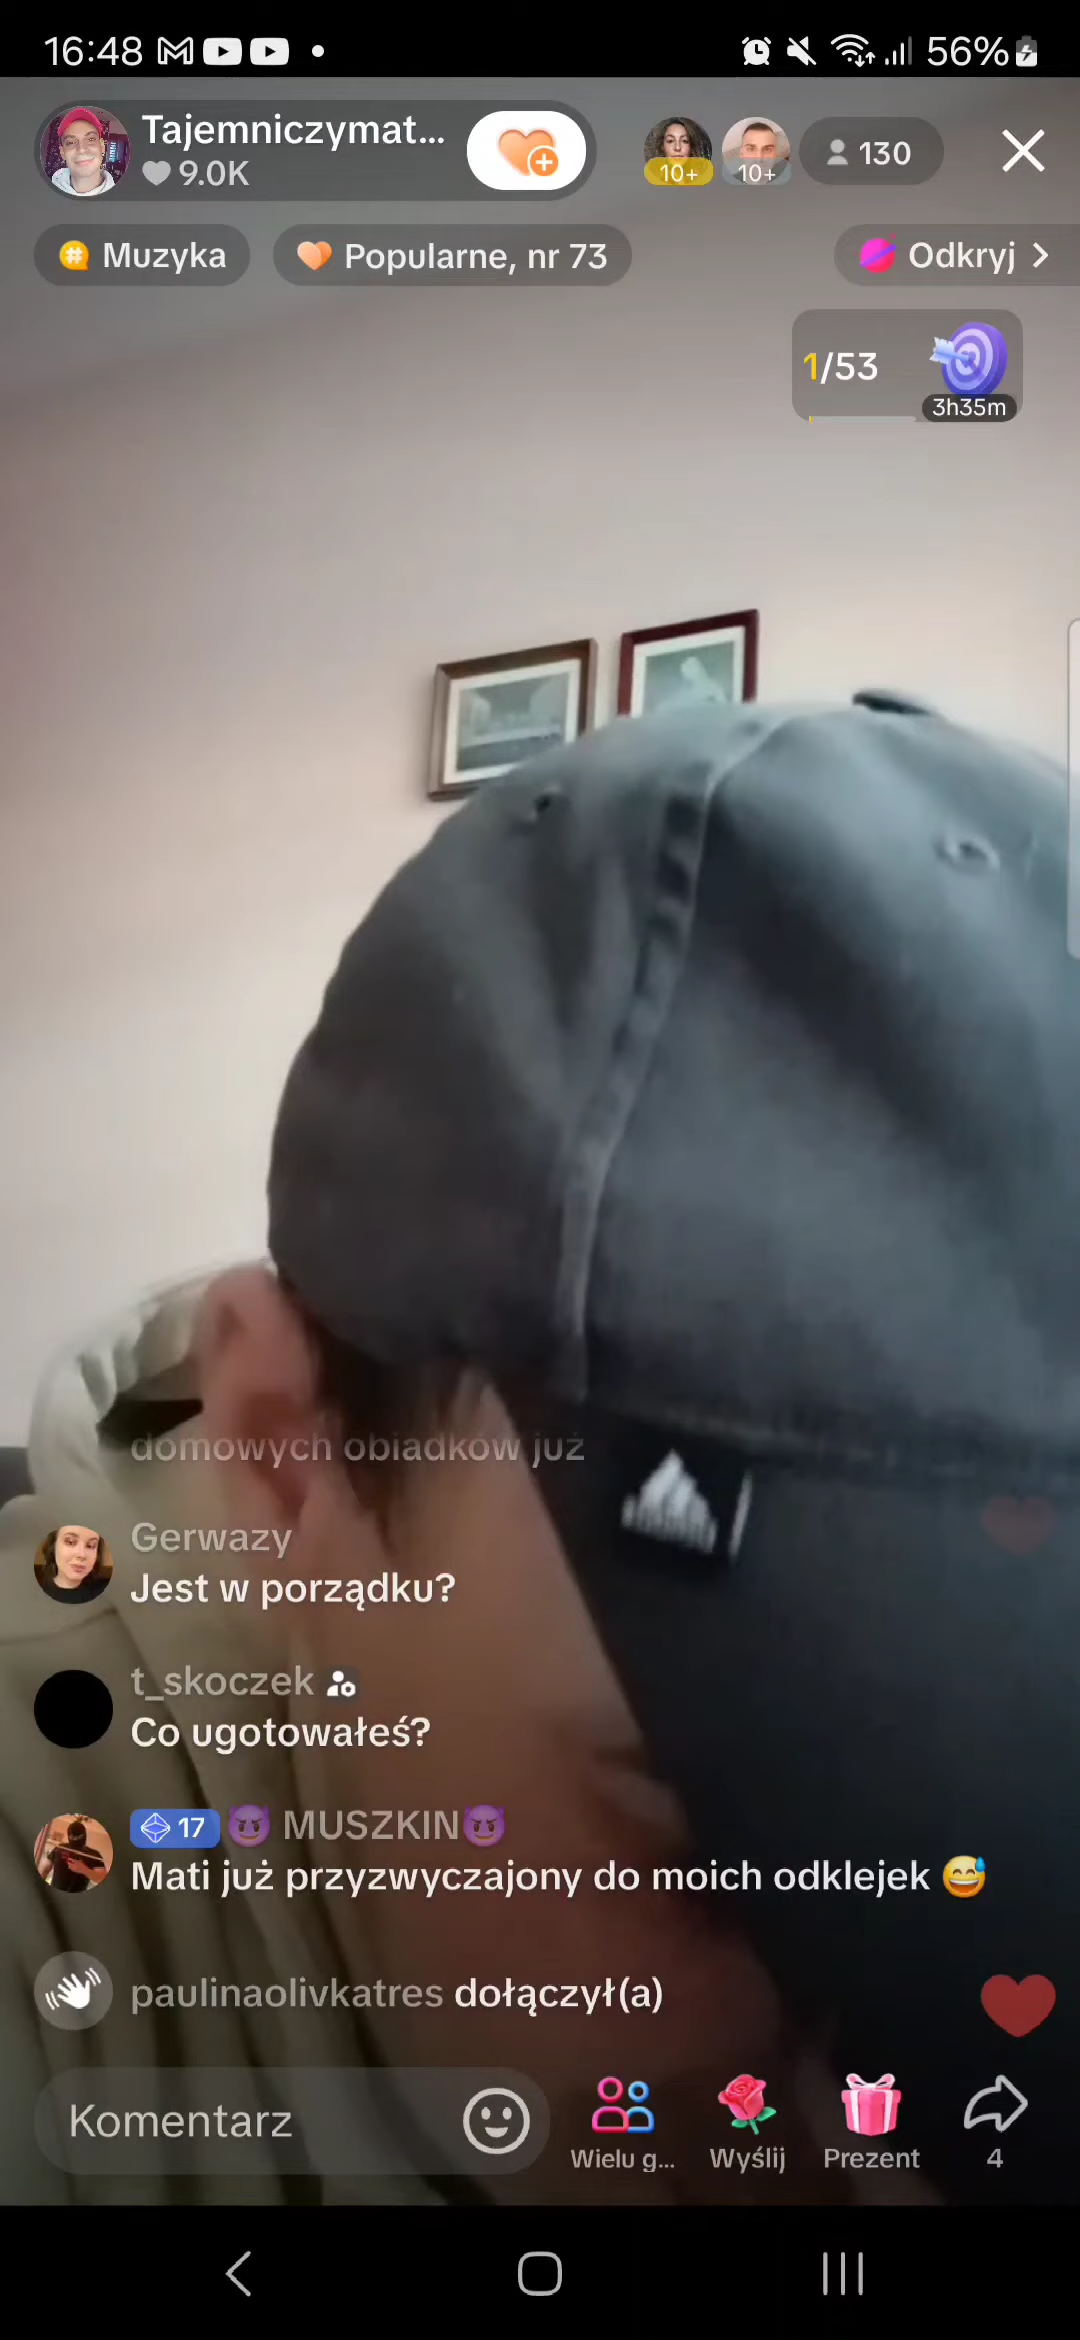 16:48
56%
Tajemniczymat...
9.0K
10+
10+
130
Muzyka
Popularne, nr 73
Odkryj
1/53
3h35m
domowych obiadków już
Gerwazy
Jest w porządku?
t_skoczek
Co ugotowałeś?
17 😈 MUSZKIN😈
Mati już przyzwyczajony do moich odklejek 😅
paulinaolivkatres dołączył(a)
Komentarz
Wielu g...
Wyślij
Prezent
4